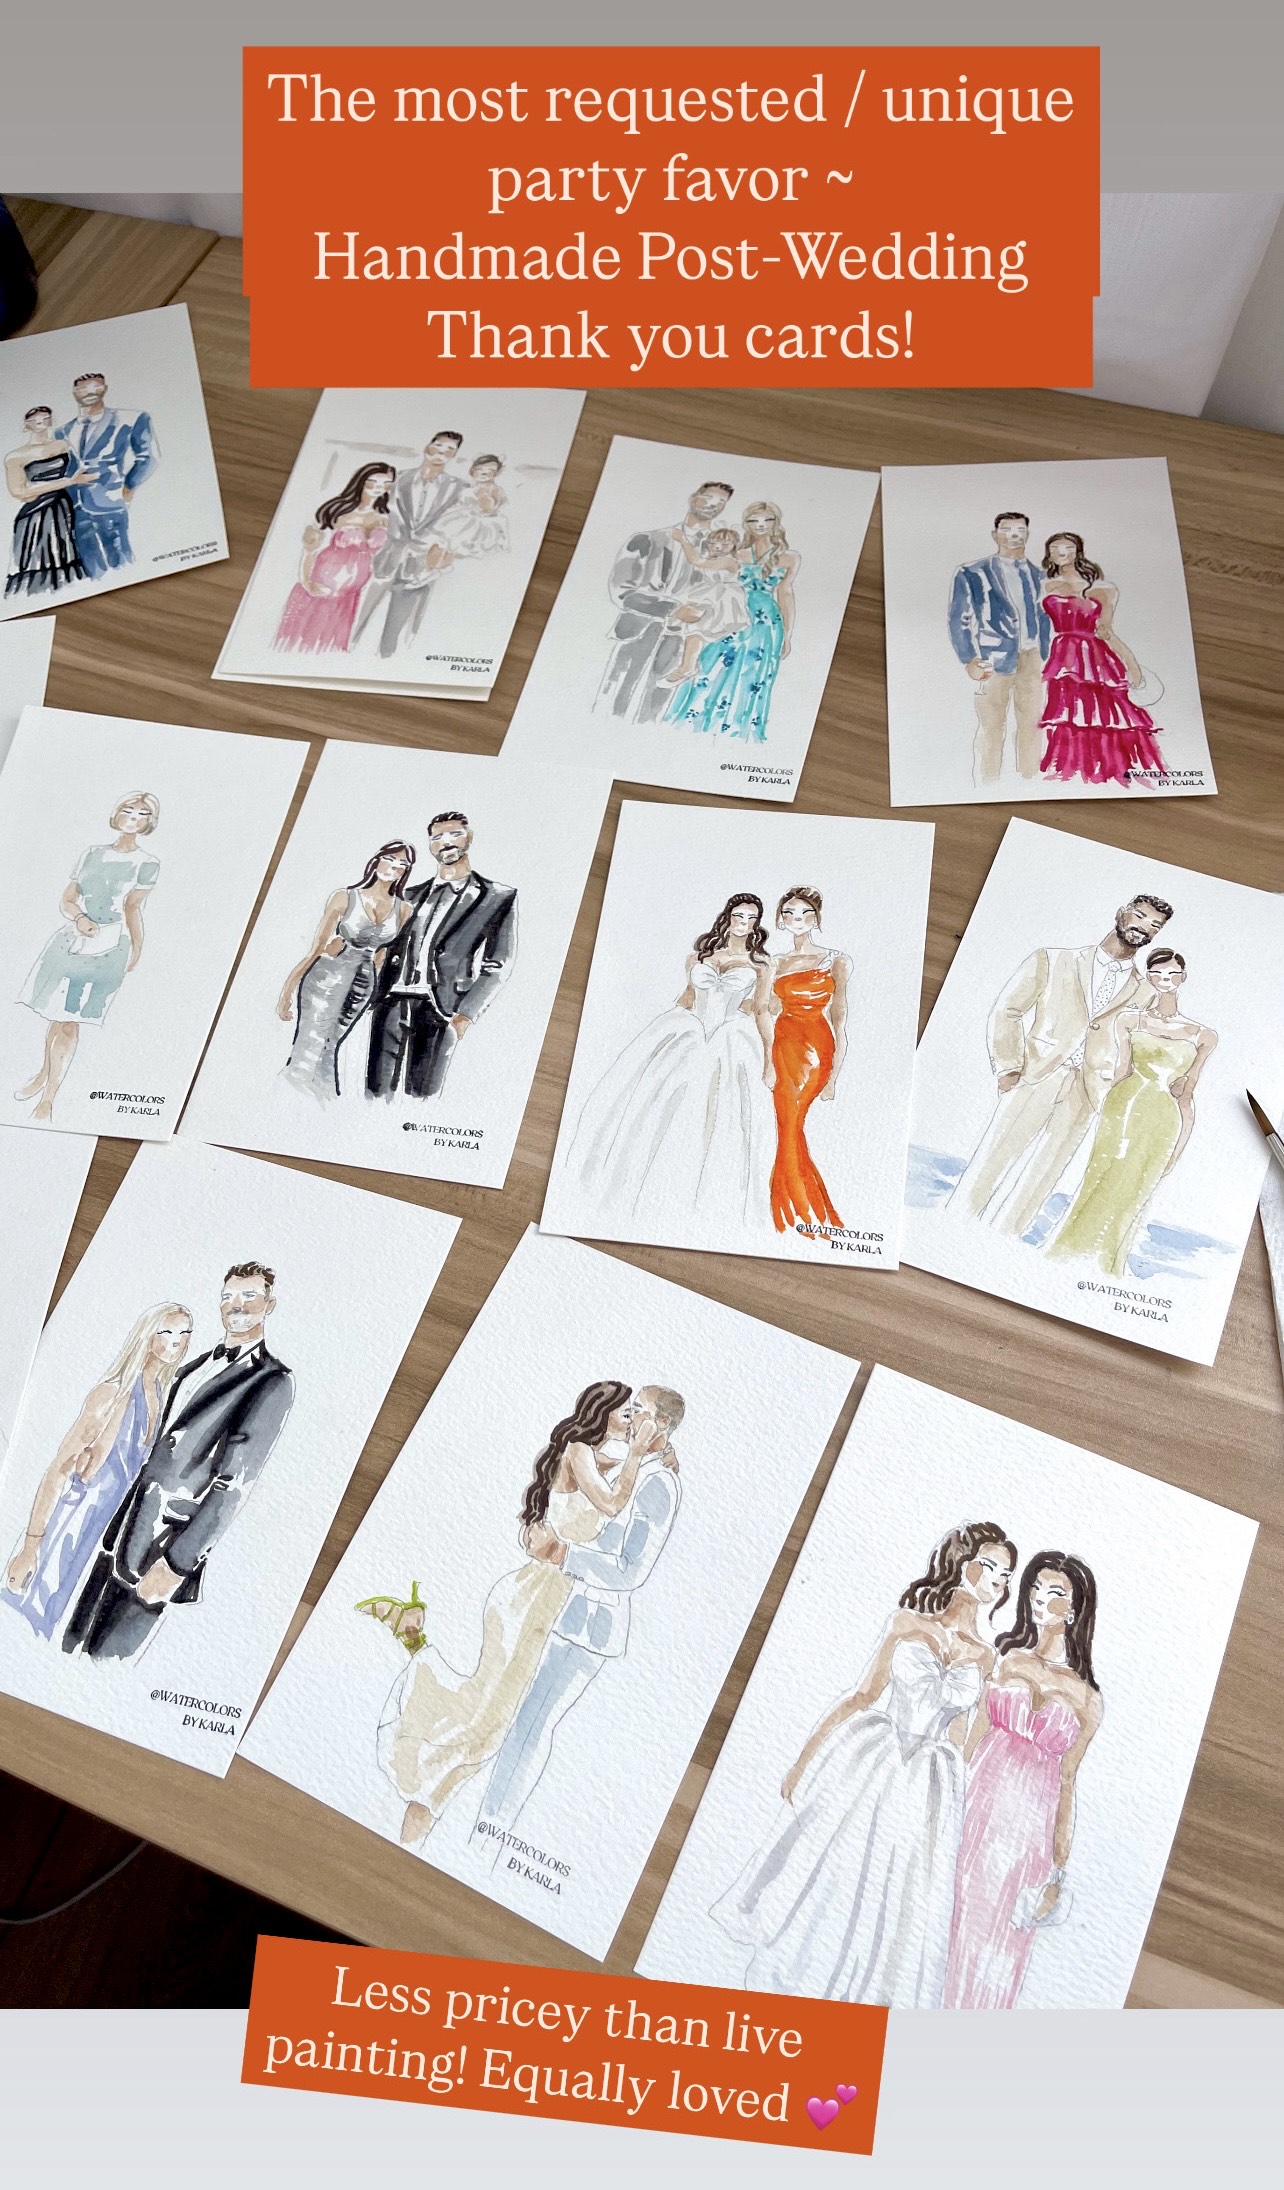 The most requested / unique
party favor ~
Handmade Post-Wedding
Thank you cards!
@WATERCOLORS
BY KARLA
@WATERCOLORS
BY KARLA
@WATERCOLORS
BY KARLA
@WATERCOLORS
BY KARLA
@WATERCOLORS
BY KARLA
@WATERCOLORS
BY KARLA
@WATERCOLORS
BY KARLA
@WATERCOLORS
BY KARLA
@WATERCOLORS
BY KARLA
@WATERCOLORS
BY KARLA
Less pricey than live
painting! Equally loved 💕